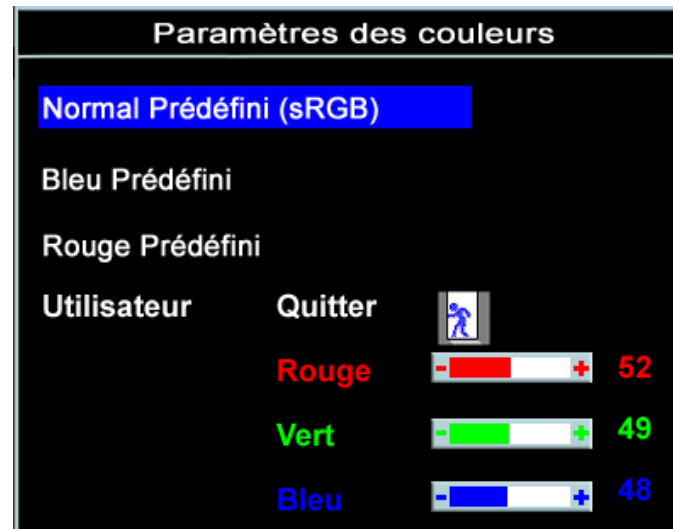 Paramètres des couleurs
Normal Prédéfini (sRGB)
Bleu Prédéfini
Rouge Prédéfini
Utilisateur Quitter
Rouge - + 52
Vert - + 49
Bleu - + 48